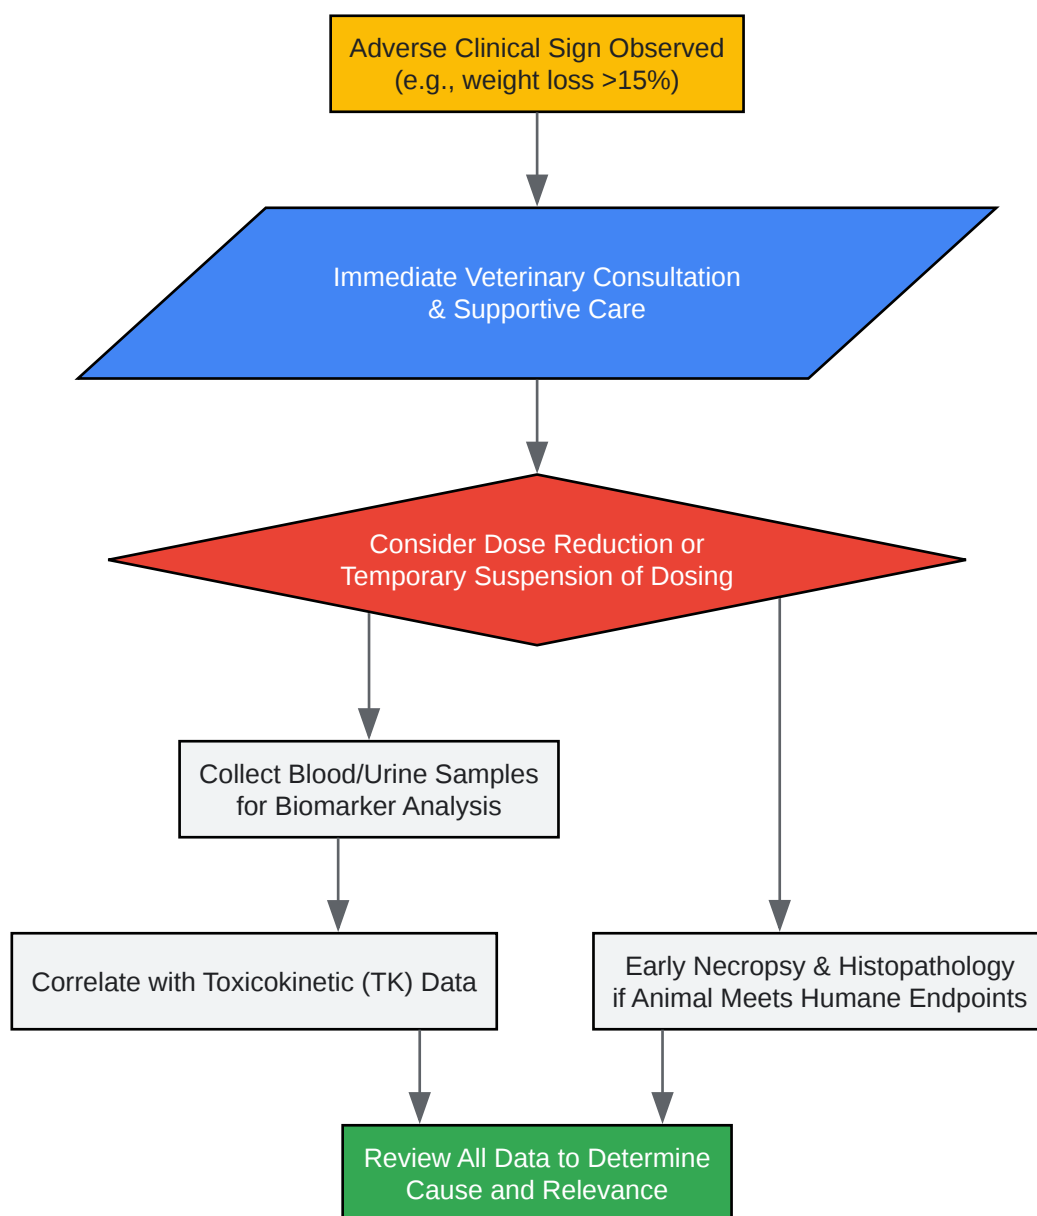 Adverse Clinical Sign Observed
(e.g., weight loss >15%)
Immediate Veterinary Consultation
& Supportive Care
Consider Dose Reduction or
Temporary Suspension of Dosing
Collect Blood/Urine Samples
for Biomarker Analysis
Correlate with Toxicokinetic (TK) Data
Early Necropsy & Histopathology
if Animal Meets Humane Endpoints
Review All Data to Determine
Cause and Relevance